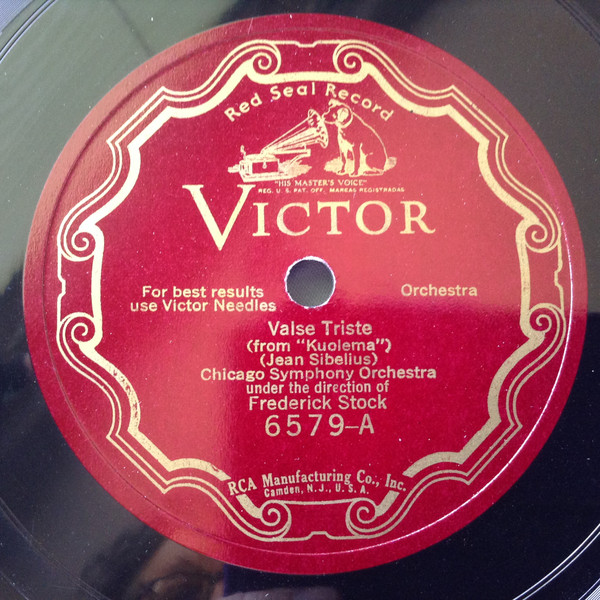 Red Seal Record
"HIS MASTER'S VOICE"
REG. U. S. PAT. OFF. MARCAS REGISTRADAS
VICTOR
For best results
use Victor Needles
Orchestra
Valse Triste
(from "Kuolema")
(Jean Sibelius)
Chicago Symphony Orchestra
under the direction of
Frederick Stock
6579-A
RCA Manufacturing Co., Inc.
Camden, N.J., U.S.A.